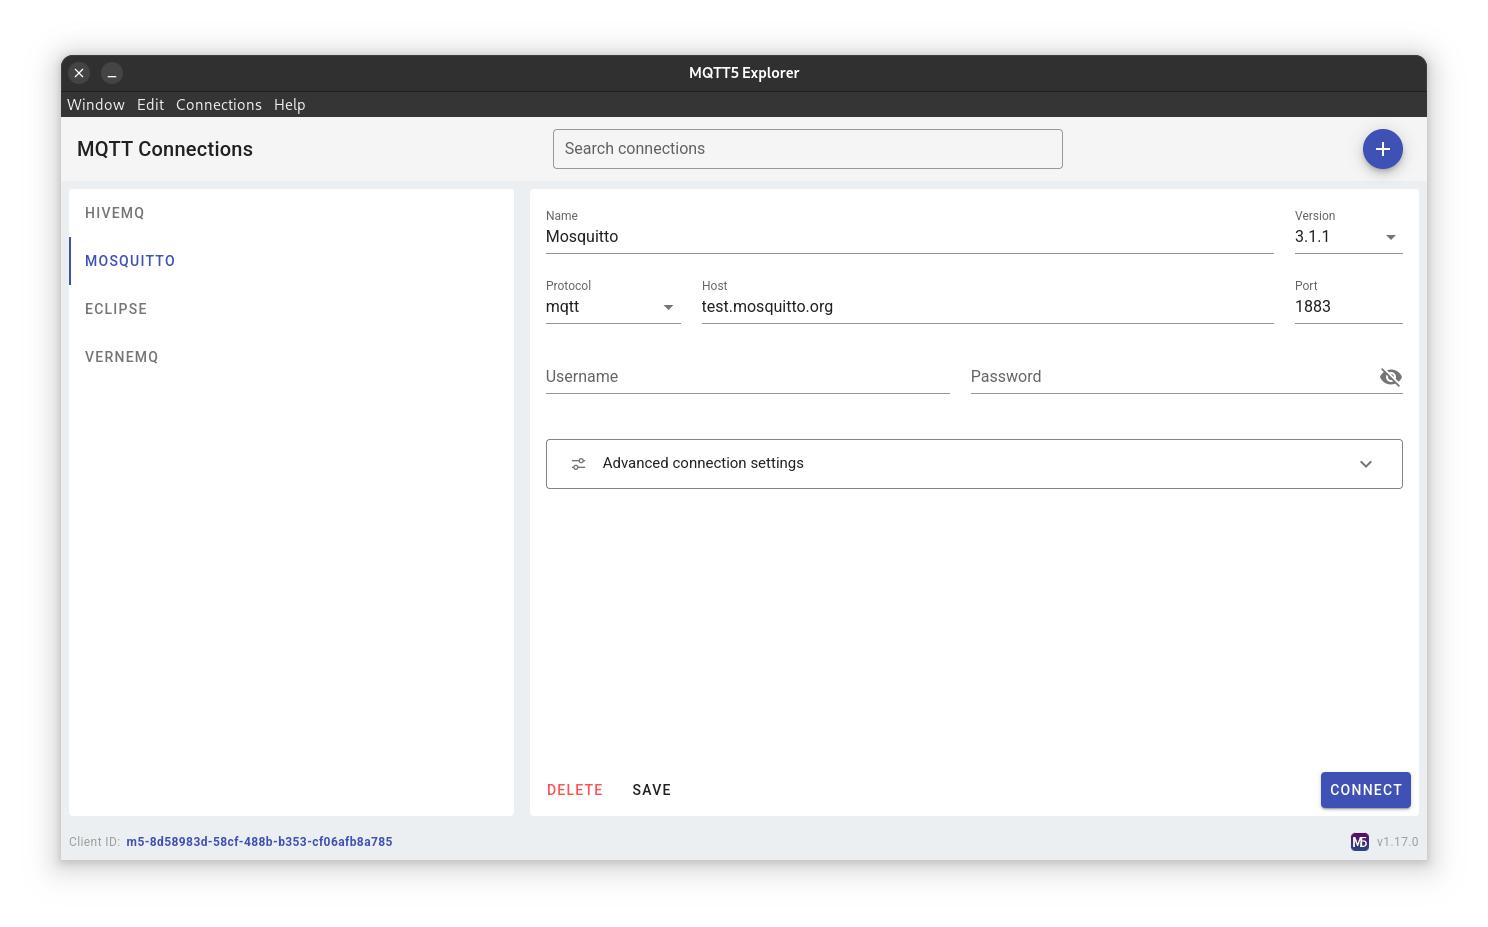 MQTT5 Explorer
Window Edit Connections Help
MQTT Connections
Search connections
HIVEMQ
MOSQUITTO
ECLIPSE
VERNEMQ
Name
Mosquitto
Version
3.1.1
Protocol
mqtt
Host
test.mosquitto.org
Port
1883
Username
Password
Advanced connection settings
DELETE SAVE CONNECT
Client ID: m5-8d58983d-58cf-488b-b353-cf06afb8a785
M5 v1.17.0